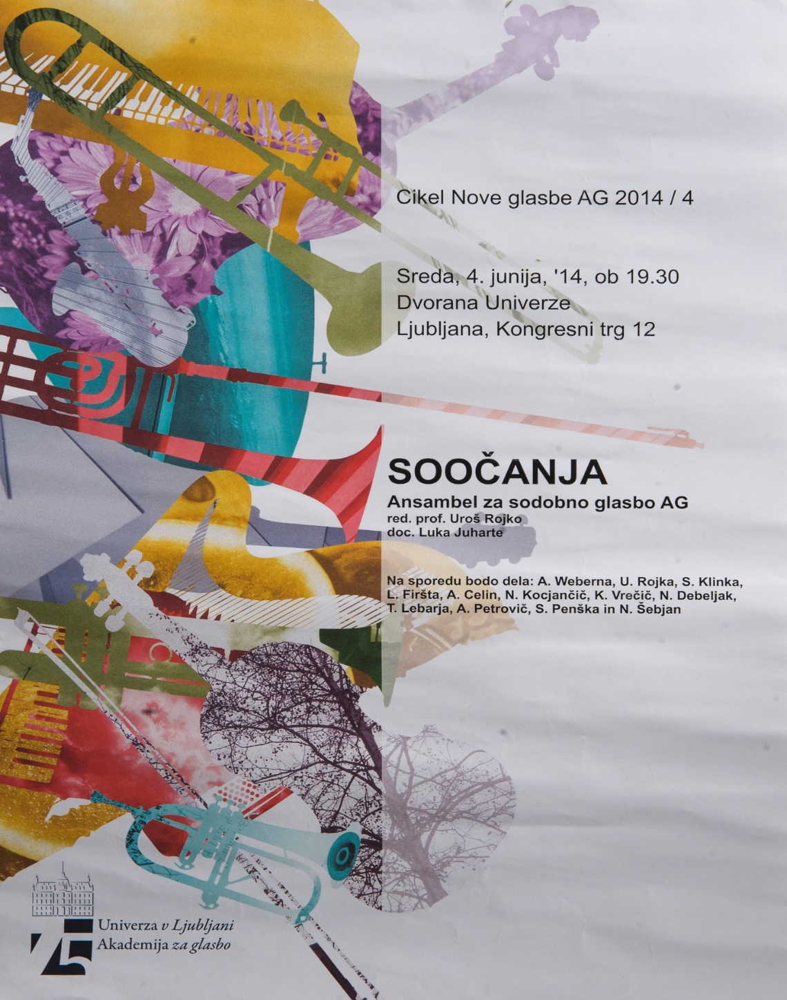 Cikel Nove glasbe AG 2014 / 4
Sreda, 4. junija, '14, ob 19.30
Dvorana Univerze
Ljubljana, Kongresni trg 12
SOOČANJA
Ansambel za sodobno glasbo AG
red. prof. Uroš Rojko
doc. Luka Juharte
Na sporedu bodo dela: A. Weberna, U. Rojka, S. Klinka,
L. Firšta, A. Celin, N. Kocjančič, K. Vrečič, N. Debeljak,
T. Lebarja, A. Petrovič, S. Penška in N. Šebjan
Univerza v Ljubljani
Akademija za glasbo
75